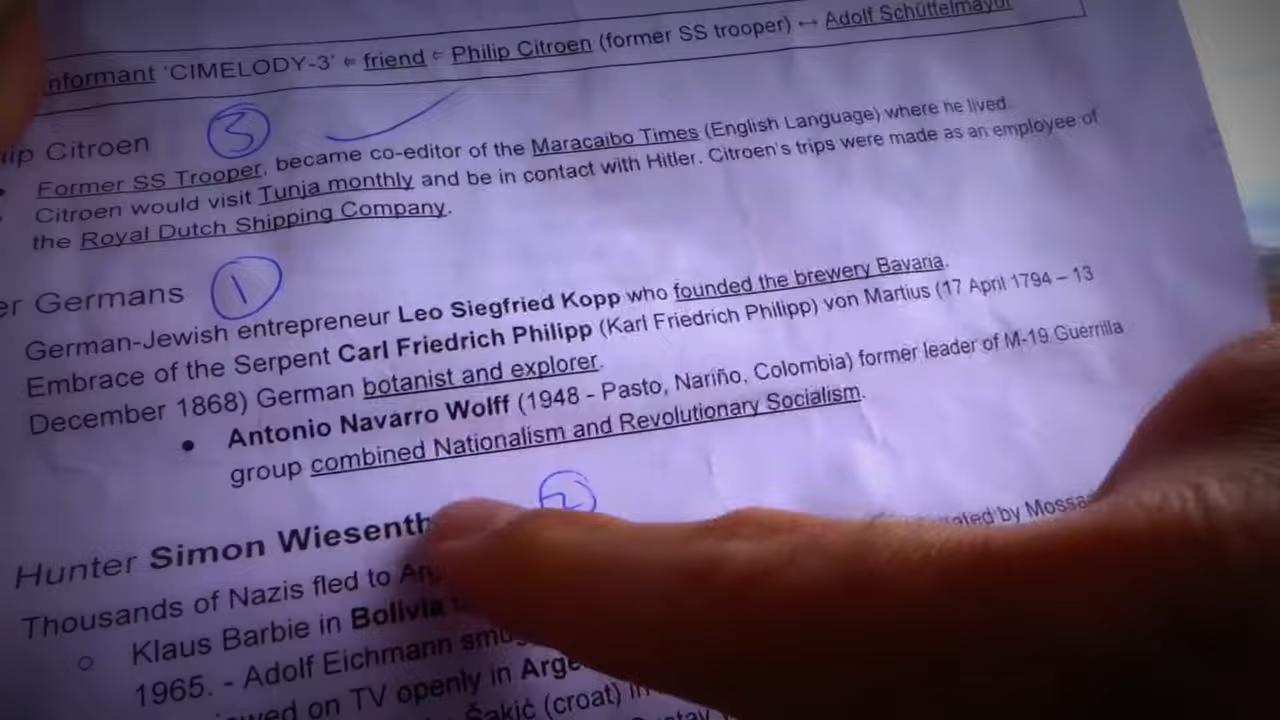 nformant 'CIMELODY-3' ⇐ friend ⇐ Philip Citroen (former SS trooper) ↔ Adolf Schüttelmayor
ip Citroen ③
Former SS Trooper, became co-editor of the Maracaibo Times (English Language) where he lived.
Citroen would visit Tunja monthly and be in contact with Hitler. Citroen's trips were made as an employee of
the Royal Dutch Shipping Company.
er Germans ①
German-Jewish entrepreneur Leo Siegfried Kopp who founded the brewery Bavaria.
Embrace of the Serpent Carl Friedrich Philipp (Karl Friedrich Philipp) von Martius (17 April 1794 – 13
December 1868) German botanist and explorer.
• Antonio Navarro Wolff (1948 - Pasto, Nariño, Colombia) former leader of M-19 Guerrilla
group combined Nationalism and Revolutionary Socialism.
②
Hunter Simon Wiesenth by Mossa
Thousands of Nazis fled to
○ Klaus Barbie in Bolivia
1965. - Adolf Eichmann
on TV openly in Arge
Šakić (croat) in